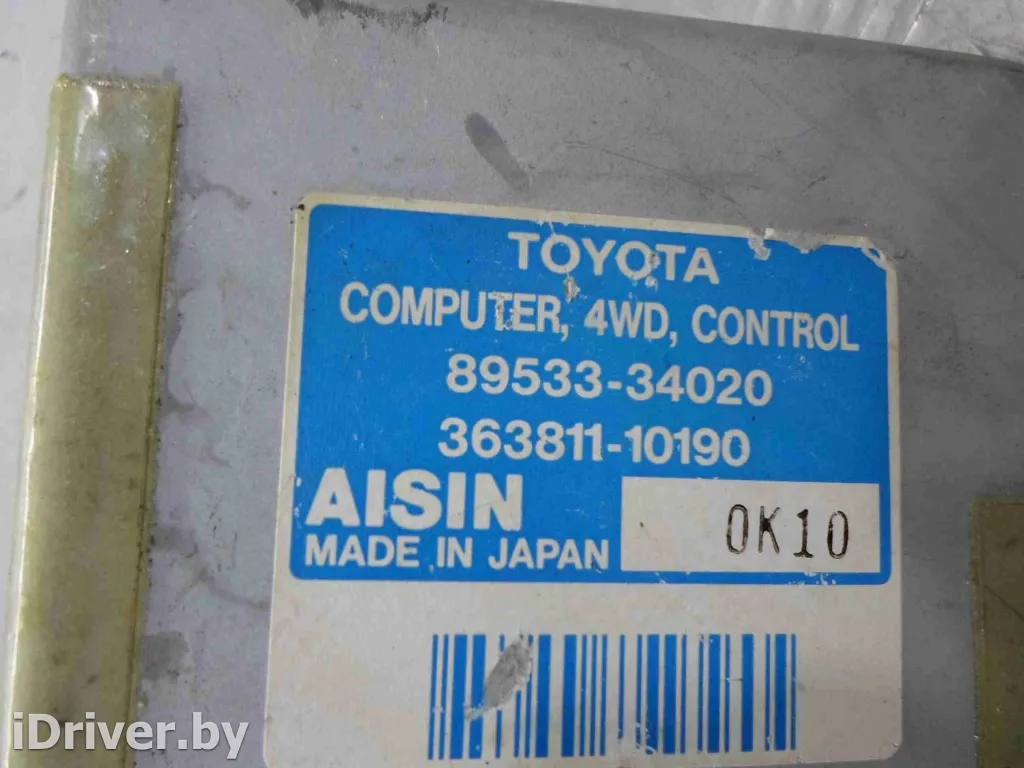 TOYOTA
COMPUTER, 4WD, CONTROL
89533-34020
363811-10190
AISIN
MADE IN JAPAN
0K10
iDriver.by